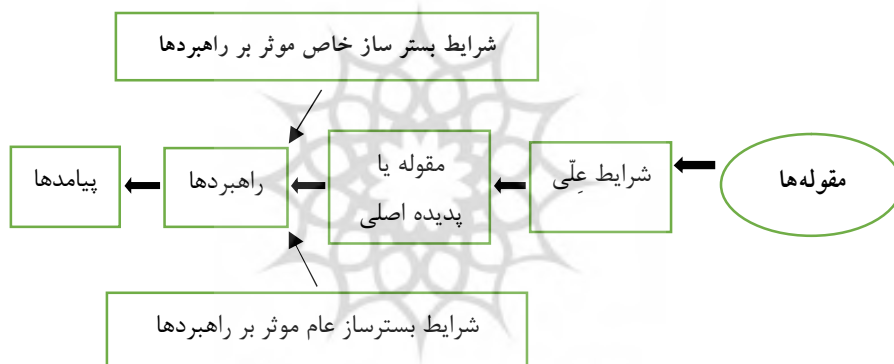 شرایط بستر ساز خاص موثر بر راهبردها
مقوله‌ها
شرایط عِلّی
مقوله یا
پدیده اصلی
راهبردها
پیامدها
شرایط بسترساز عام موثر بر راهبردها